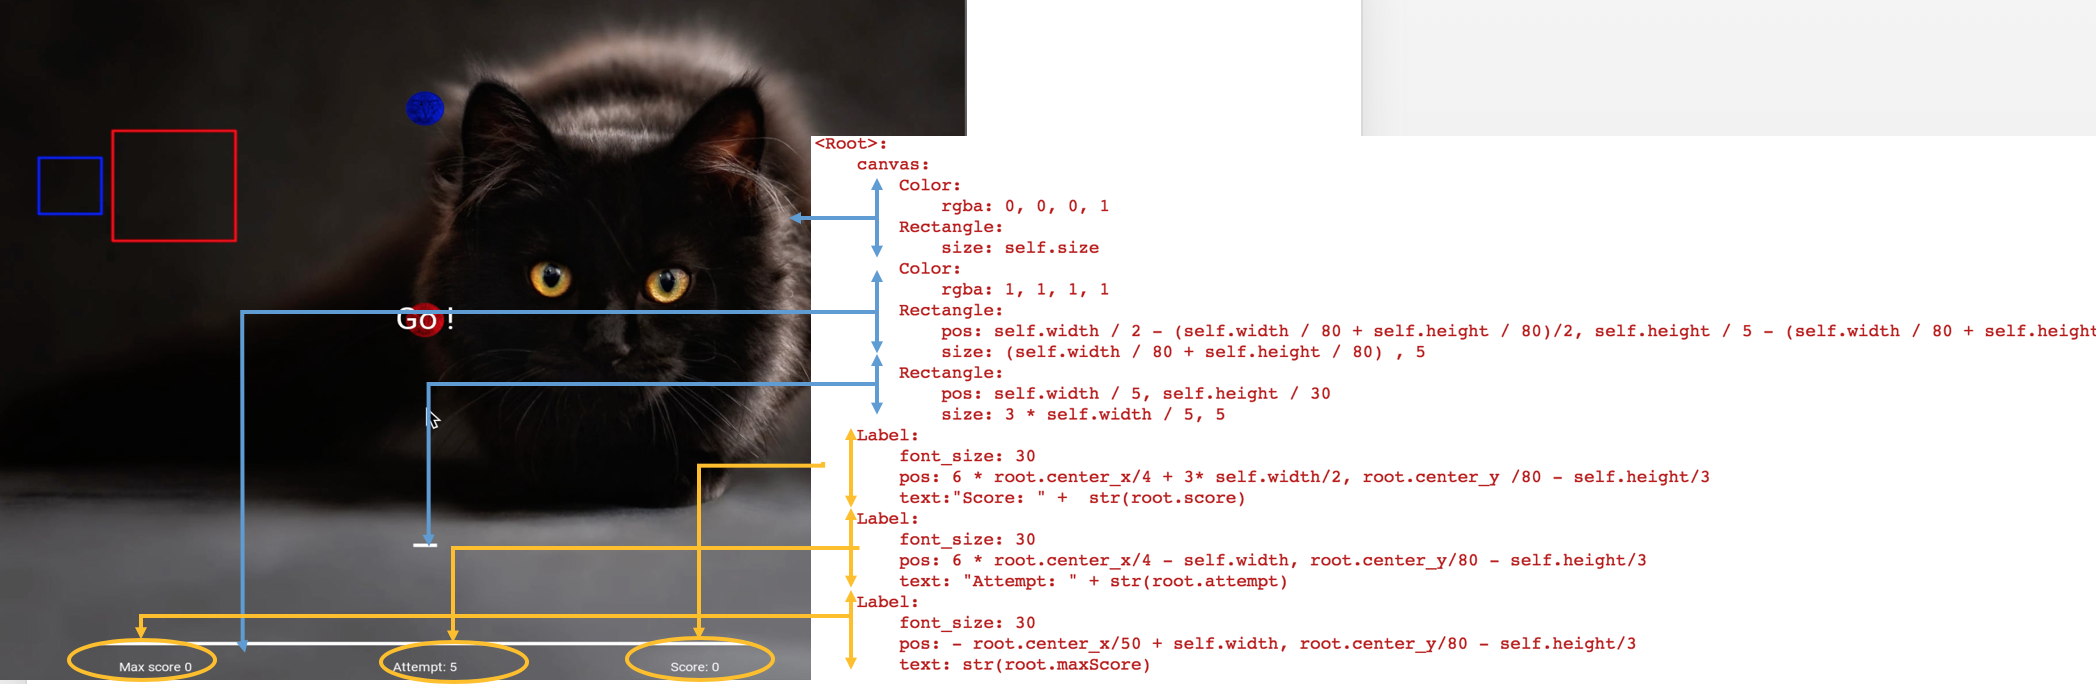 Go !
Max score 0
Attempt: 5
Score: 0
<Root>:
canvas:
Color:
rgba: 0, 0, 0, 1
Rectangle:
size: self.size
Color:
rgba: 1, 1, 1, 1
Rectangle:
pos: self.width / 2 - (self.width / 80 + self.height / 80)/2, self.height / 5 - (self.width / 80 + self.height
size: (self.width / 80 + self.height / 80) , 5
Rectangle:
pos: self.width / 5, self.height / 30
size: 3 * self.width / 5, 5
Label:
font_size: 30
pos: 6 * root.center_x/4 + 3* self.width/2, root.center_y /80 - self.height/3
text:"Score: " +  str(root.score)
Label:
font_size: 30
pos: 6 * root.center_x/4 - self.width, root.center_y/80 - self.height/3
text: "Attempt: " + str(root.attempt)
Label:
font_size: 30
pos: - root.center_x/50 + self.width, root.center_y/80 - self.height/3
text: str(root.maxScore)